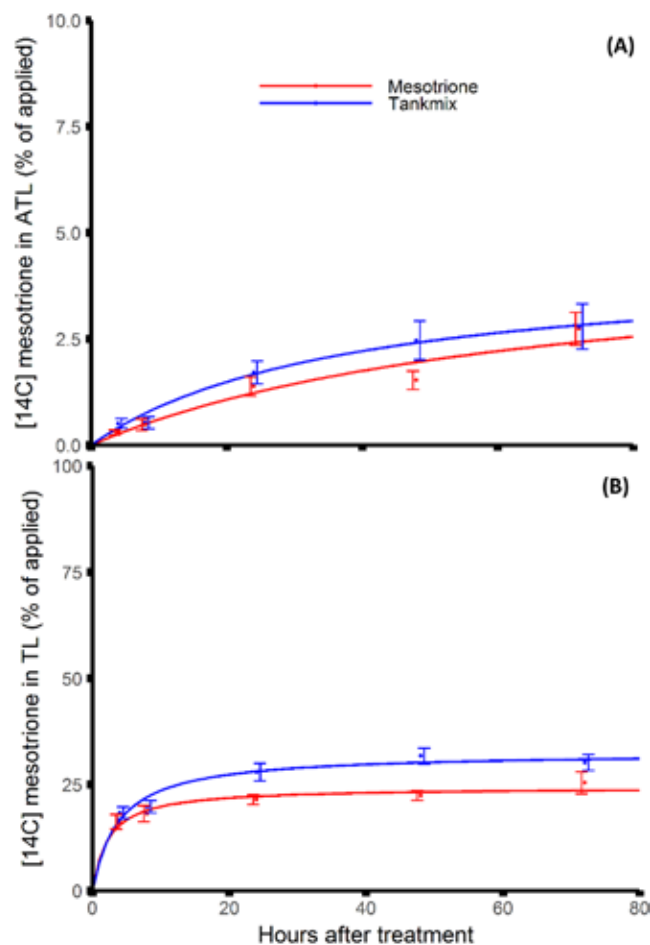 10.0
(A)
Mesotrione
Tankmix
7.5
5.0
2.5
0.0
[14C] mesotrione in ATL (% of applied)
100
(B)
75
50
25
0
[14C] mesotrione in TL (% of applied)
0 20 40 60 80
Hours after treatment